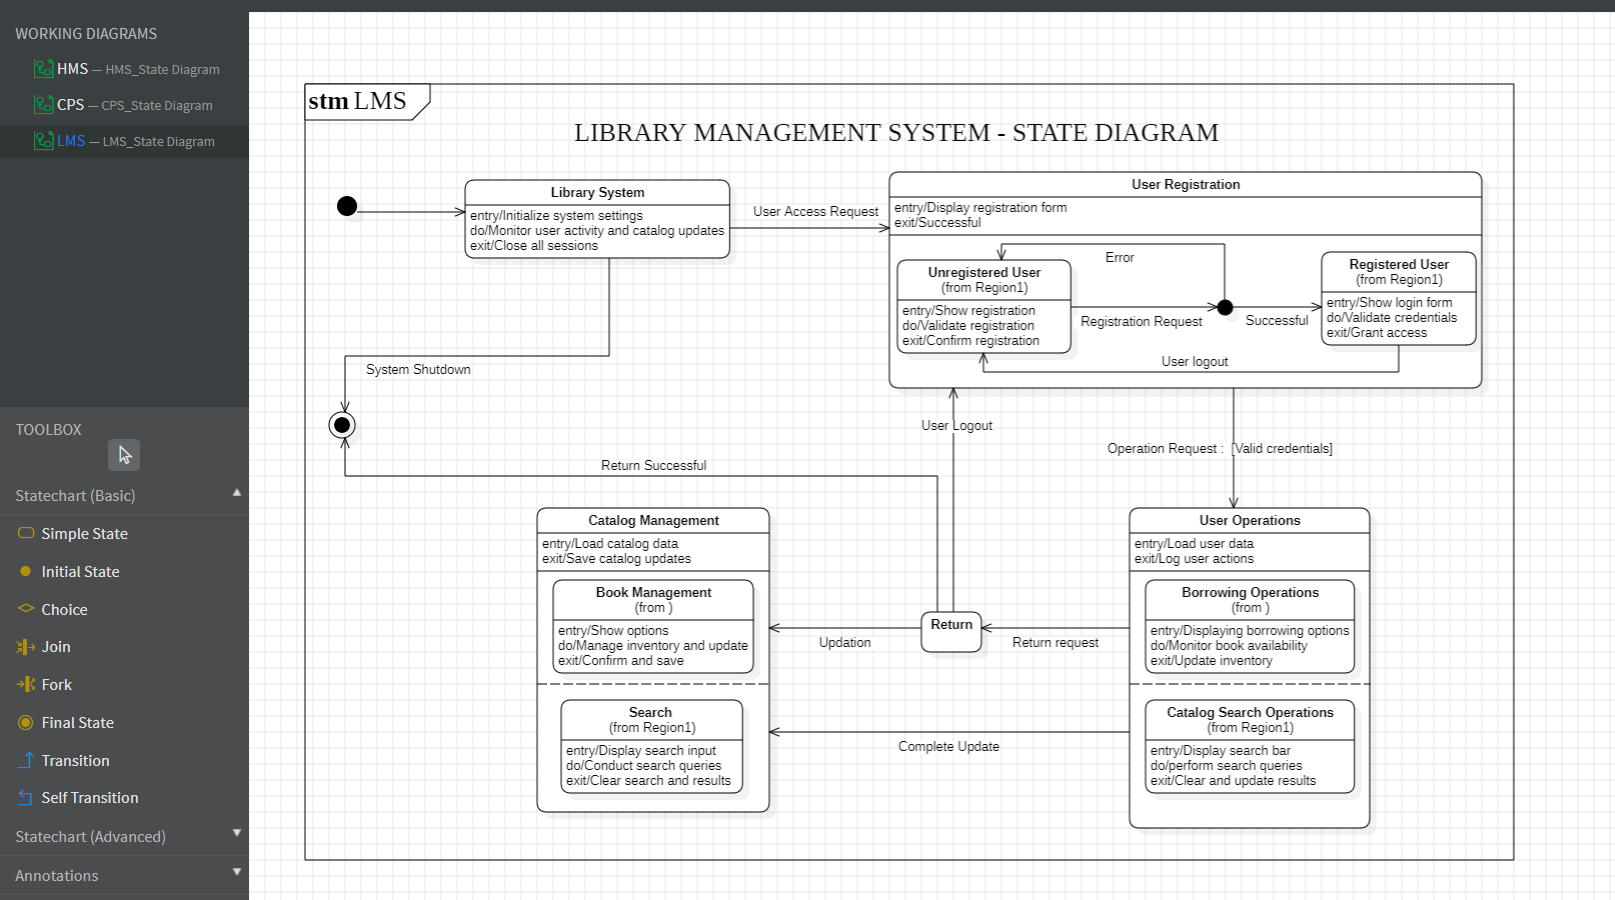 WORKING DIAGRAMS
HMS — HMS_State Diagram
CPS — CPS_State Diagram
LMS — LMS_State Diagram
TOOLBOX
Statechart (Basic)
Simple State
Initial State
Choice
Join
Fork
Final State
Transition
Self Transition
Statechart (Advanced)
Annotations
stm LMS
LIBRARY MANAGEMENT SYSTEM - STATE DIAGRAM
Library System
entry/Initialize system settings
do/Monitor user activity and catalog updates
exit/Close all sessions
User Access Request
User Registration
entry/Display registration form
exit/Successful
Error
Unregistered User
(from Region1)
entry/Show registration
do/Validate registration
exit/Confirm registration
Registration Request
Successful
Registered User
(from Region1)
entry/Show login form
do/Validate credentials
exit/Grant access
User logout
System Shutdown
User Logout
Operation Request : [Valid credentials]
Return Successful
Catalog Management
entry/Load catalog data
exit/Save catalog updates
Book Management
(from )
entry/Show options
do/Manage inventory and update
exit/Confirm and save
Search
(from Region1)
entry/Display search input
do/Conduct search queries
exit/Clear search and results
Updation
Return
Return request
Complete Update
User Operations
entry/Load user data
exit/Log user actions
Borrowing Operations
(from )
entry/Displaying borrowing options
do/Monitor book availability
exit/Update inventory
Catalog Search Operations
(from Region1)
entry/Display search bar
do/perform search queries
exit/Clear and update results